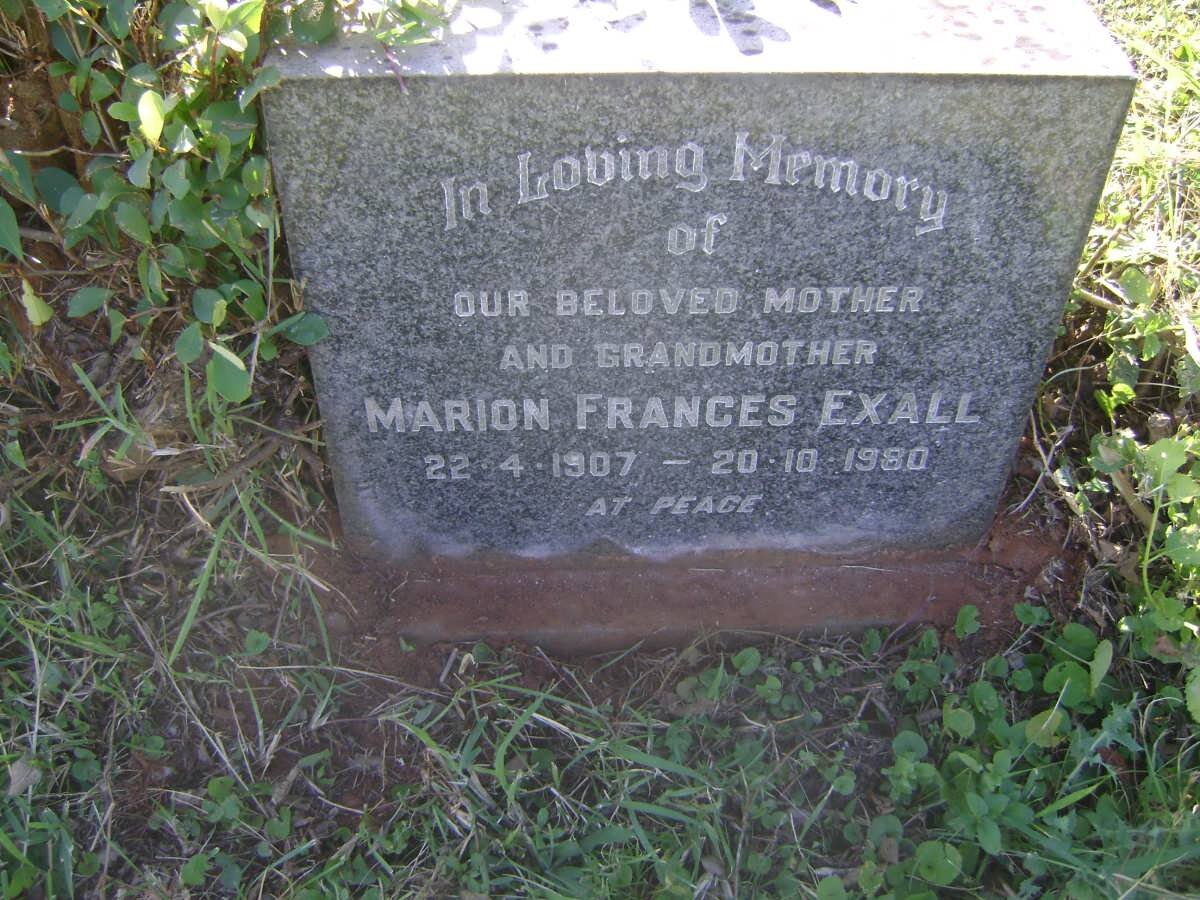 In Loving Memory
of
OUR BELOVED MOTHER
AND GRANDMOTHER
MARION FRANCES EXALL
22·4·1907 — 20·10·1980
AT PEACE